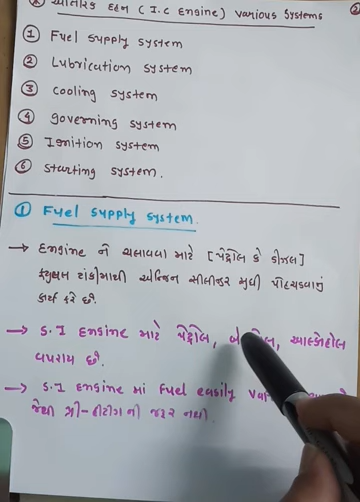 આંતરિક દહન (I.C Engine) various Systems
① Fuel supply system
② Lubrication system
③ cooling system
④ governing system
⑤ Ignition system
⑥ starting system.
① Fuel supply system.
→ Engine ને ચલાવવા માટે [પેટ્રોલ કે ડીઝલ]
ફ્યુઅલ ટાંકીમાથી એન્જિન સીલીન્ડર સુધી પોંહચાડવાનું
કાર્ય કરે છે.
→ S.I Engine માટે પેટ્રોલ, આલ્કોહોલ
વપરાય છે.
→ S.I Engine માં Fuel easily
જેથી પ્રી-હીટીંગ ની જરૂર નથી.